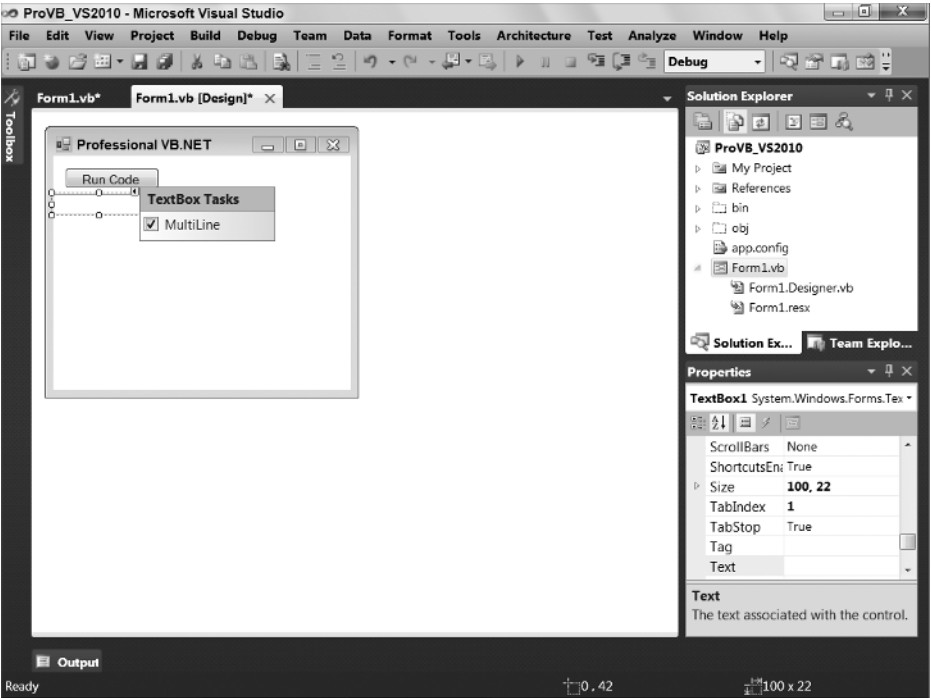 ProVB_VS2010 - Microsoft Visual Studio
File Edit View Project Build Debug Team Data Format Tools Architecture Test Analyze Window Help
Debug
Toolbox
Form1.vb*
Form1.vb [Design]*
Professional VB.NET
Run Code
TextBox Tasks
MultiLine
Solution Explorer
ProVB_VS2010
My Project
References
bin
obj
app.config
Form1.vb
Form1.Designer.vb
Form1.resx
Solution Ex...
Team Explo...
Properties
TextBox1 System.Windows.Forms.Tex
ScrollBars None
ShortcutsEna True
Size 100, 22
TabIndex 1
TabStop True
Tag
Text
Text
The text associated with the control.
Output
Ready
0, 42
100 x 22